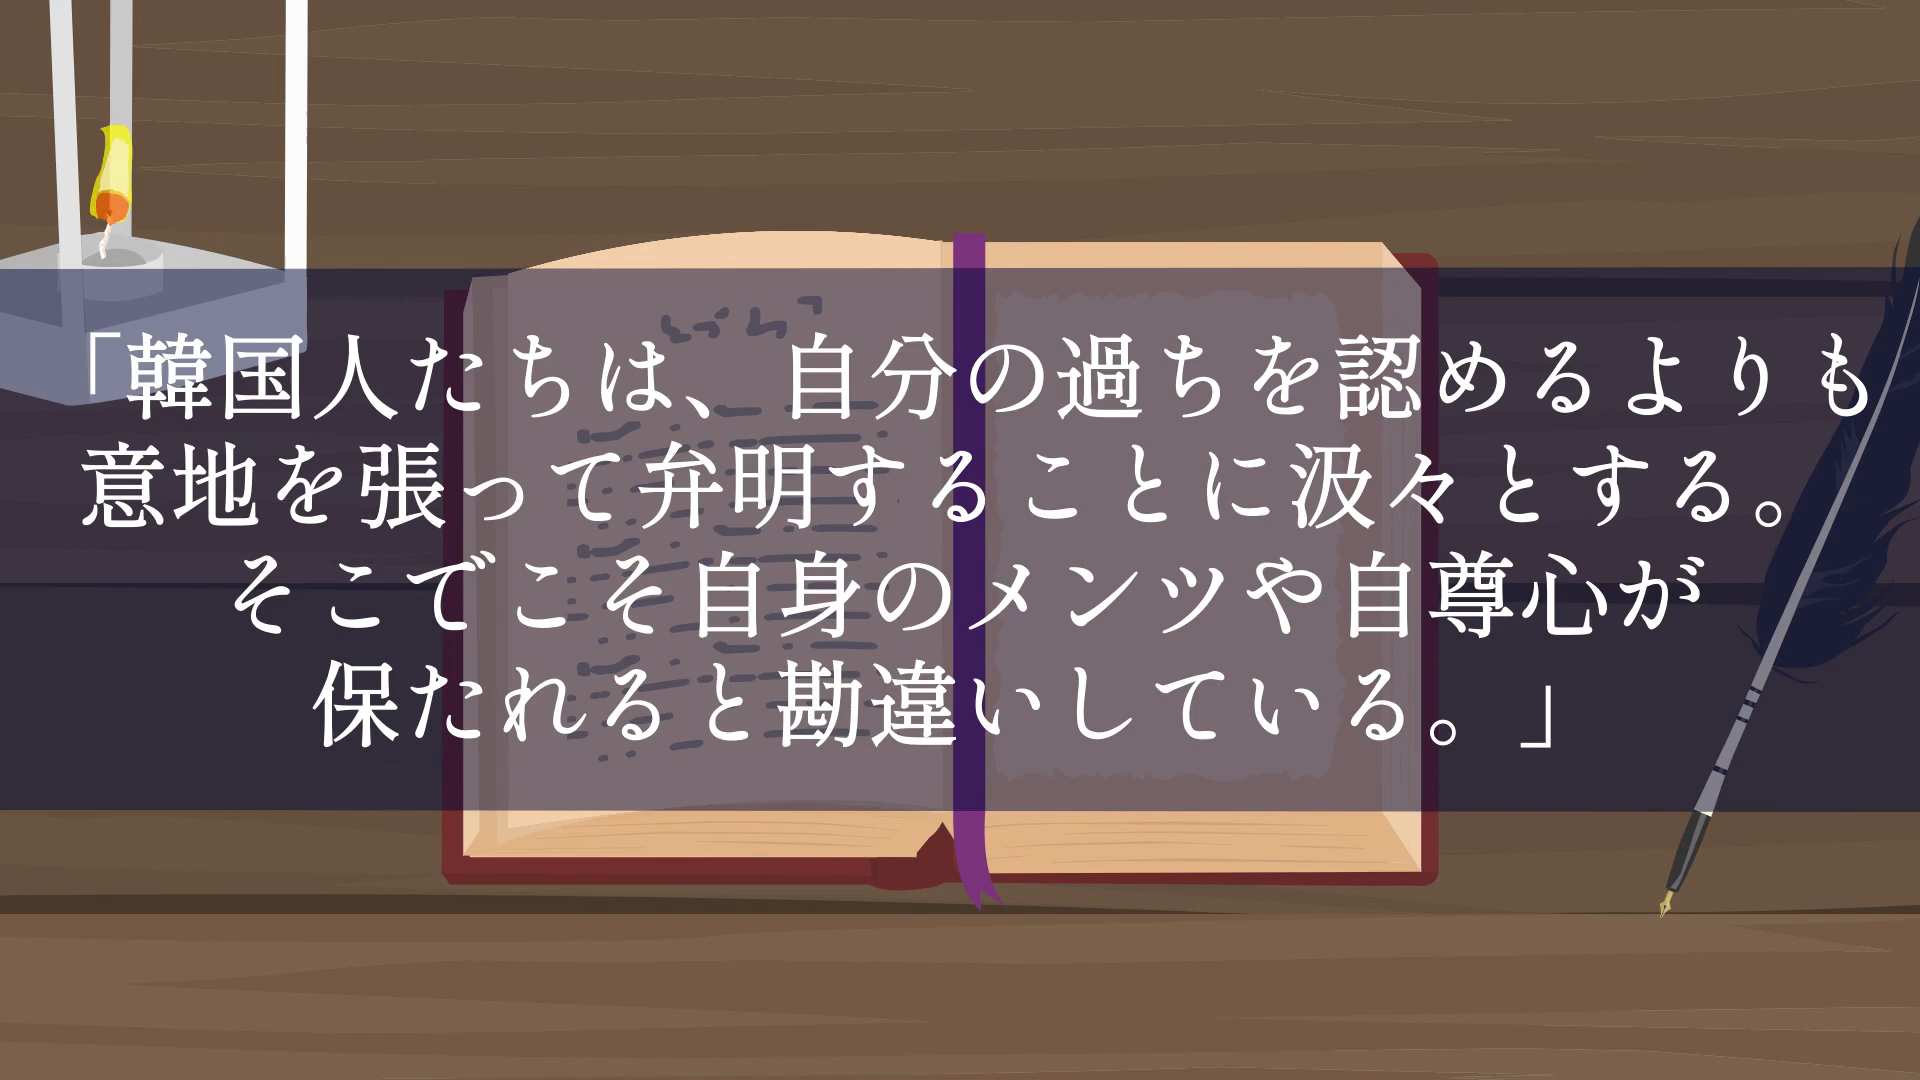 「韓国人たちは、自分の過ちを認めるよりも
意地を張って弁明することに汲々とする。
そこでこそ自身のメンツや自尊心が
保たれると勘違いしている。」